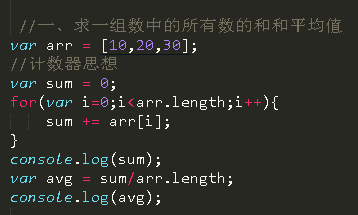 //一、求一组数中的所有数的和和平均值
var arr = [10,20,30];
//计数器思想
var sum = 0;
for(var i=0;i<arr.length;i++){
    sum += arr[i];
}
console.log(sum);
var avg = sum/arr.length;
console.log(avg);